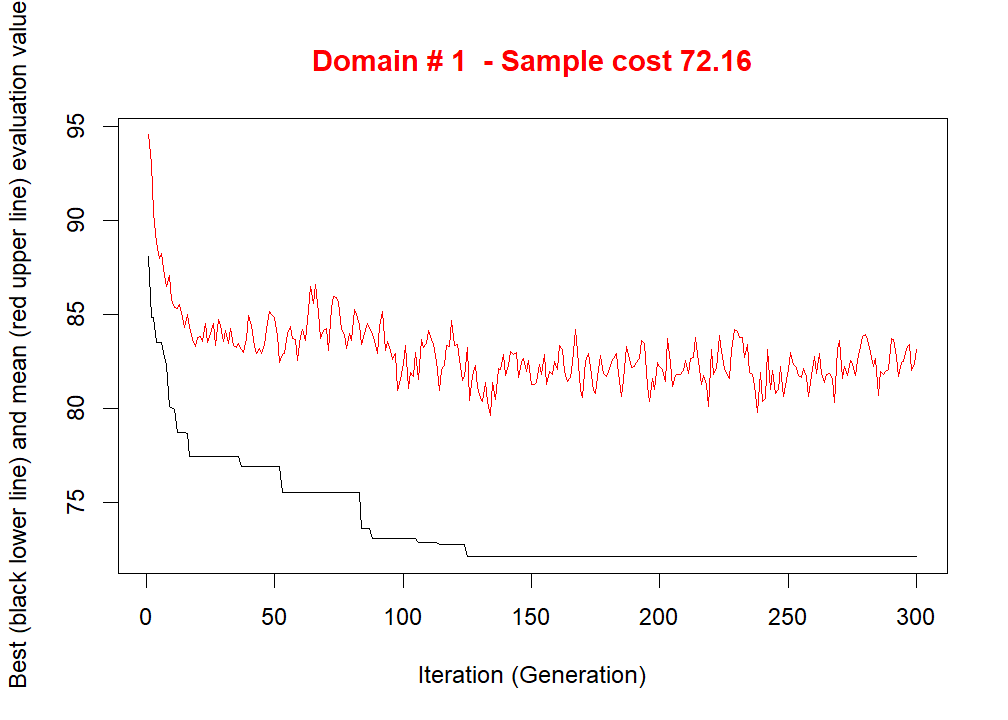 Domain # 1  - Sample cost 72.16
Best (black lower line) and mean (red upper line) evaluation value
95
90
85
80
75
0 50 100 150 200 250 300
Iteration (Generation)